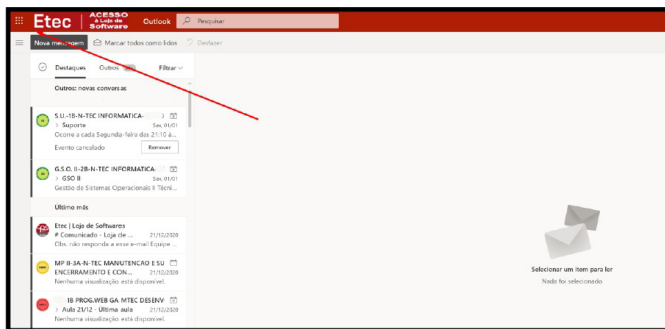 Etec
ACESSO
à Loja de
Software
Outlook
Pesquisar
Nova mensagem
Marcar todos como lidos
Desfazer
Destaques
Outros
Filtrar
Outros: novas conversas
S.U.-1B-N-TEC INFORMATICA-
> Suporte
Sex, 01/01
Ocorre a cada Segunda-feira das 21:10 à...
Evento cancelado
Remover
G.S.O. II-2B-N-TEC INFORMATICA-
> GSO II
Sex, 01/01
Gestão de Sistemas Operacionais II Técni...
Último mês
Etec | Loja de Softwares
# Comunicado - Loja de ...
21/12/2020
Obs. não responda a esse e-mail Equipe ...
MP II-3A-N-TEC MANUTENCAO E SU
ENCERRAMENTO E CON...
21/12/2020
Nenhuma visualização está disponível.
1B PROG.WEB GA MTEC DESENV-
> Aula 21/12 - Última aula
21/12/2020
Nenhuma visualização está disponível.
Selecionar um item para ler
Nada foi selecionado